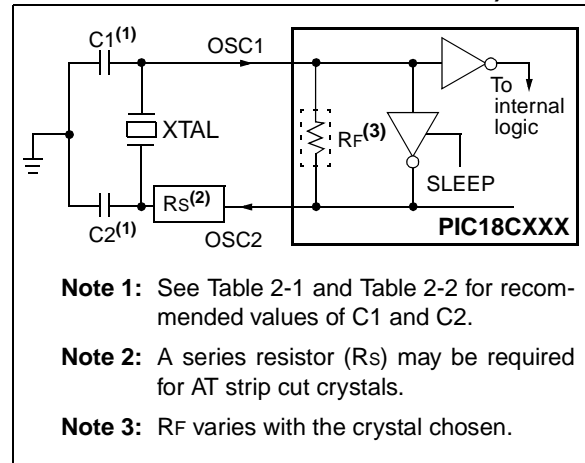 C1(1)
OSC1
To
internal
logic
XTAL
RF(3)
SLEEP
RS(2)
C2(1)
OSC2
PIC18CXXX
Note 1: See Table 2-1 and Table 2-2 for recom-
mended values of C1 and C2.
Note 2: A series resistor (RS) may be required
for AT strip cut crystals.
Note 3: RF varies with the crystal chosen.